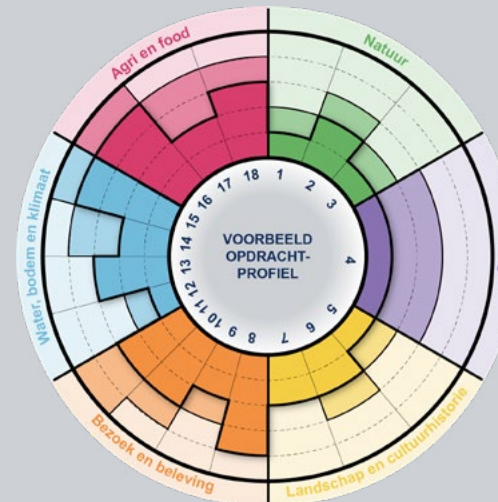 Agri en food
Natuur
Water, bodem en klimaat
Bezoek en beleving
Landschap en cultuurhistorie
1
2
3
4
5
6
7
8
9
10
11
12
13
14
15
16
17
18
VOORBEELD
OPDRACHT-
PROFIEL